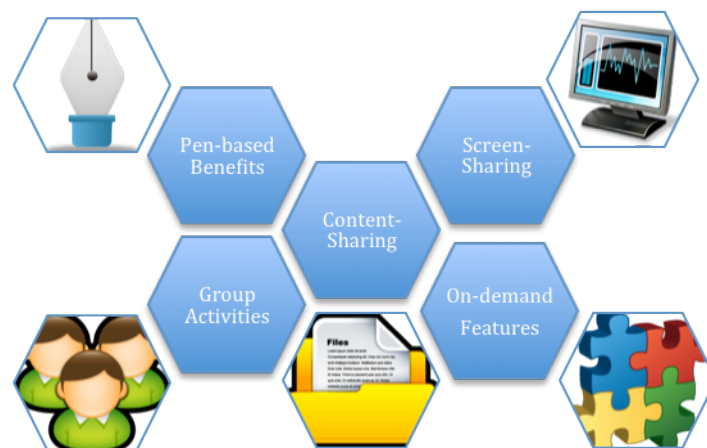 Pen-based
Benefits
Screen-
Sharing
Content-
Sharing
Group
Activities
On-demand
Features
Files